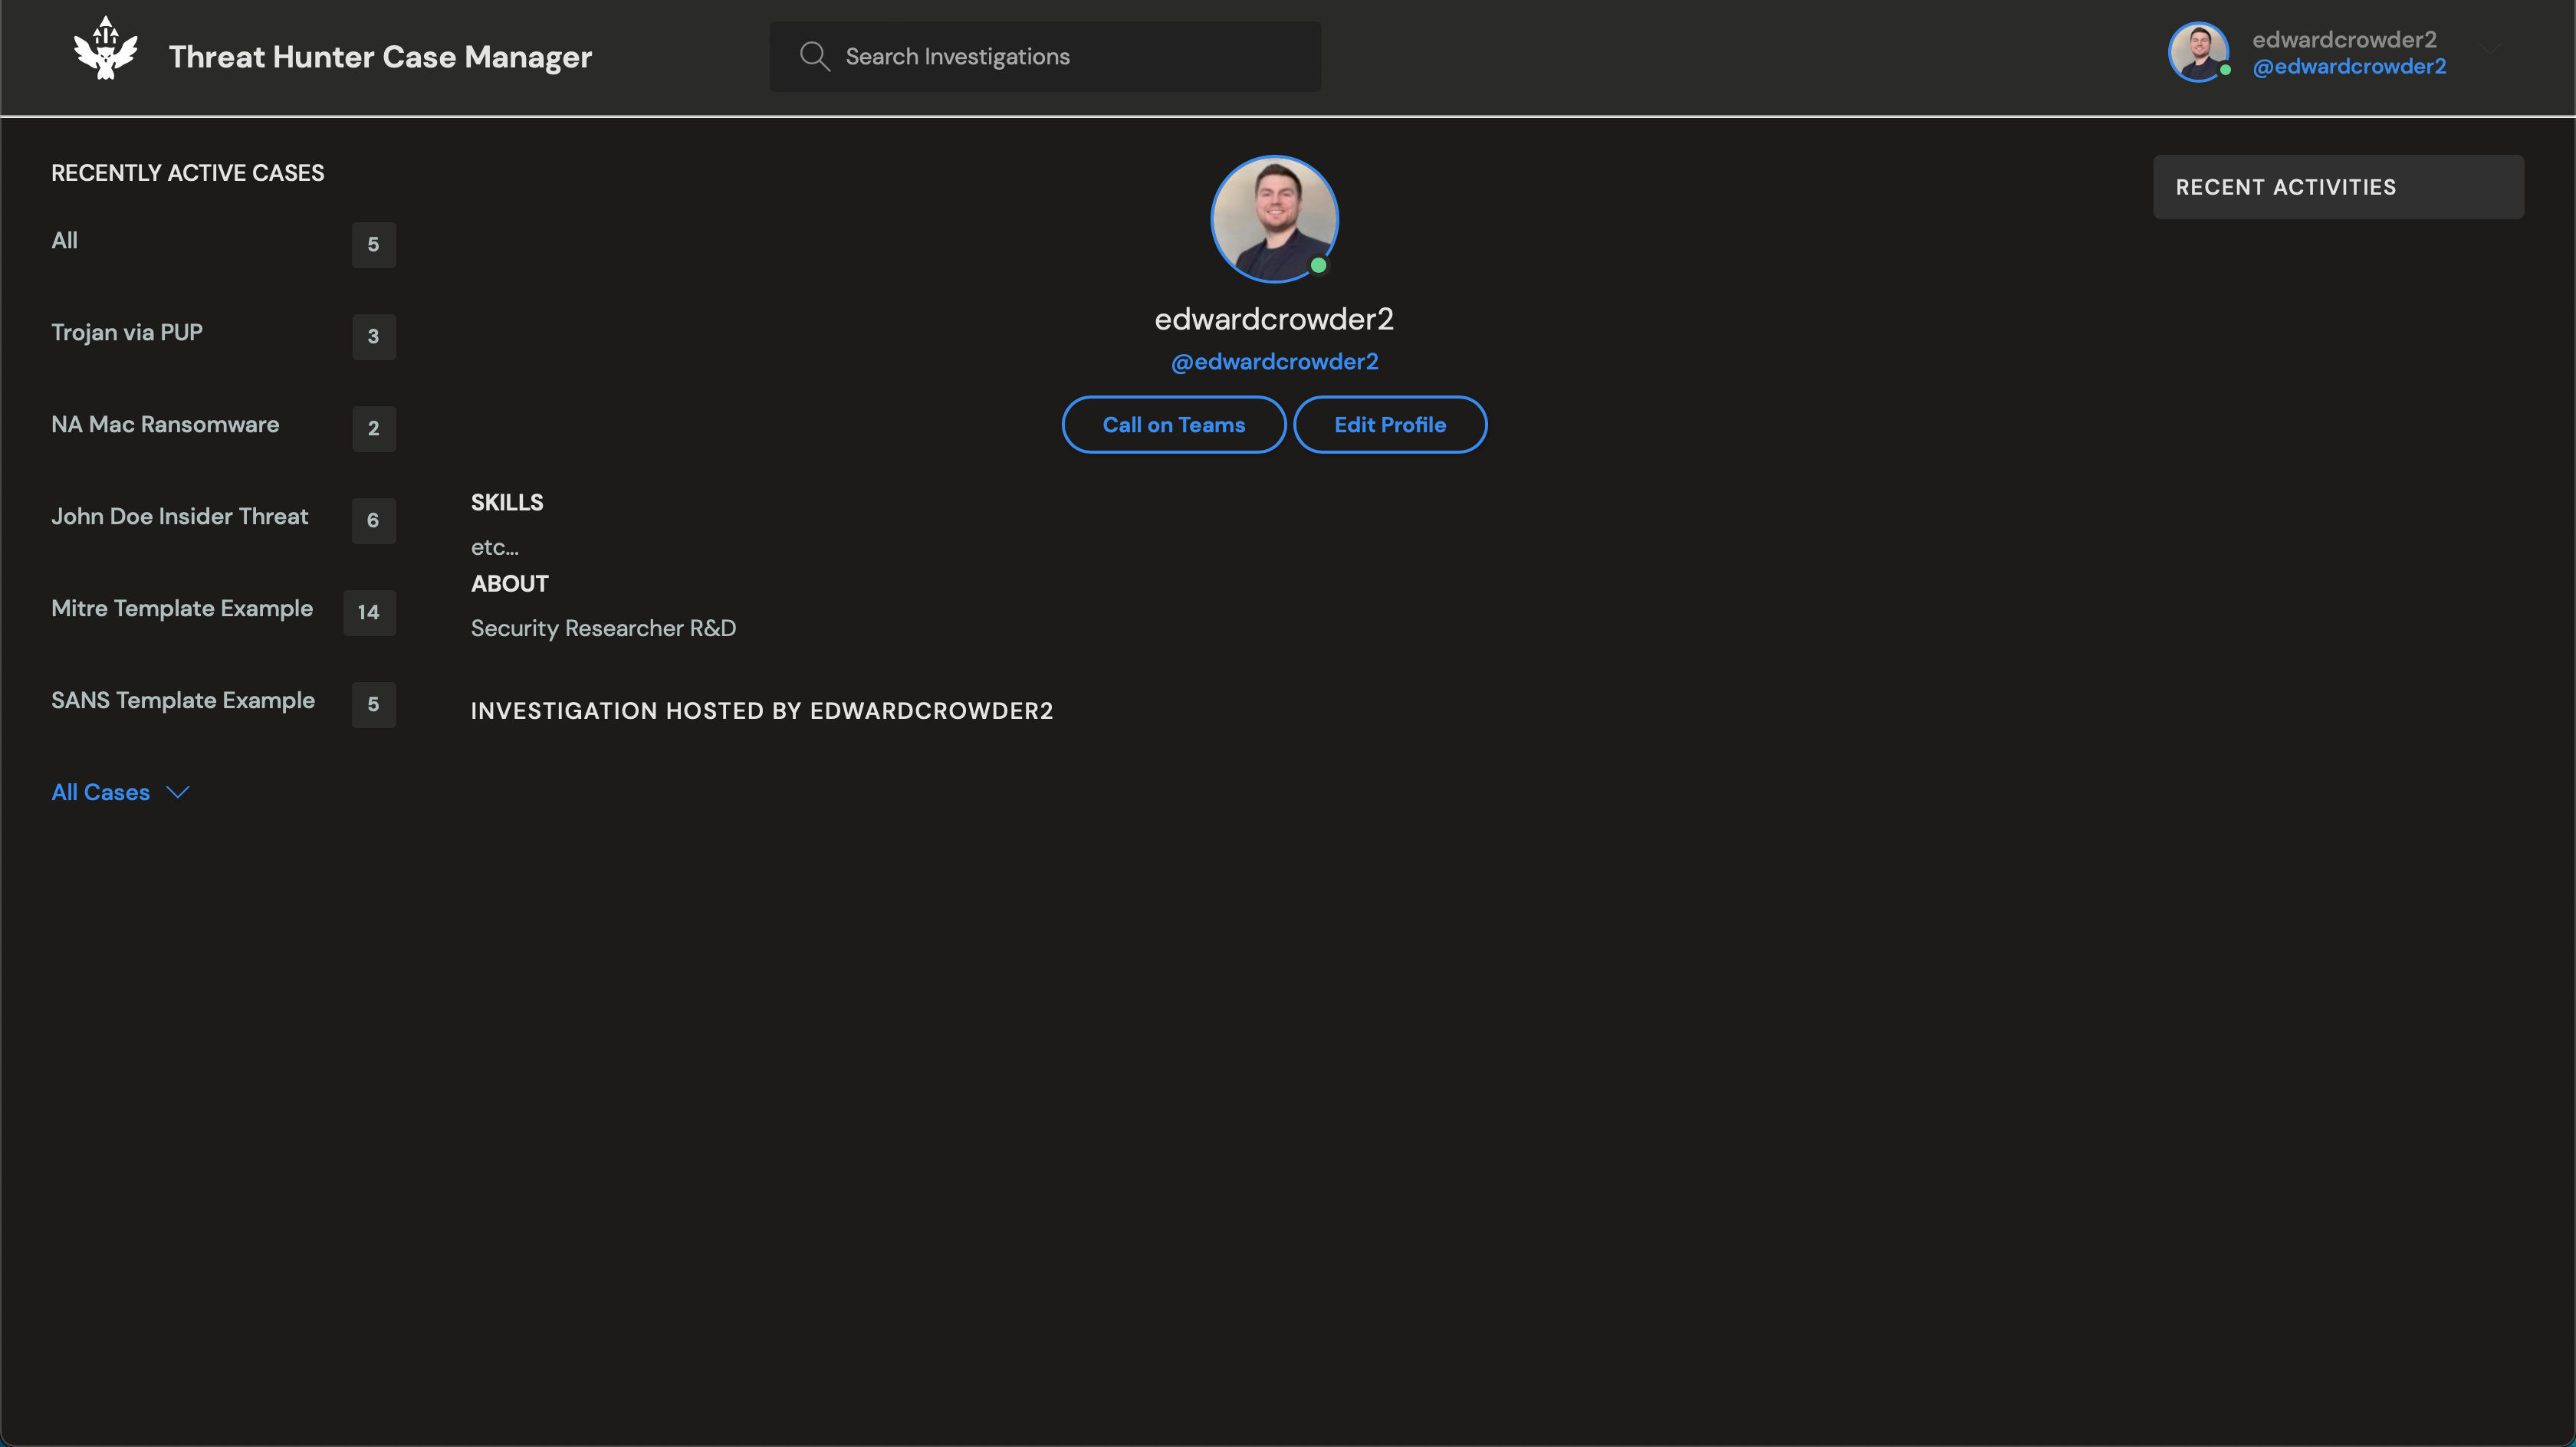 Threat Hunter Case Manager
Search Investigations
edwardcrowder2
@edwardcrowder2
RECENTLY ACTIVE CASES
All 5
Trojan via PUP 3
NA Mac Ransomware 2
John Doe Insider Threat 6
Mitre Template Example 14
SANS Template Example 5
All Cases
edwardcrowder2
@edwardcrowder2
Call on Teams Edit Profile
SKILLS
etc...
ABOUT
Security Researcher R&D
INVESTIGATION HOSTED BY EDWARDCROWDER2
RECENT ACTIVITIES